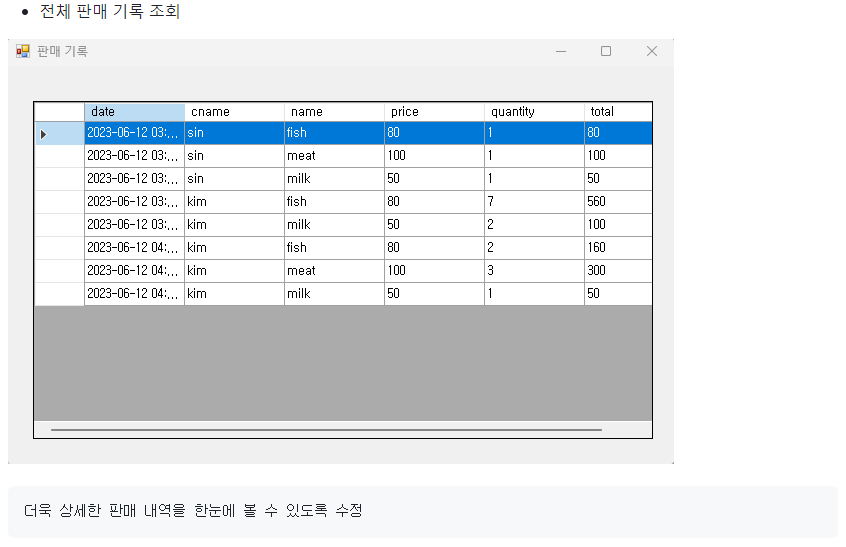 전체 판매 기록 조회
판매 기록
date cname name price quantity total
2023-06-12 03:... sin fish 80 1 80
2023-06-12 03:... sin meat 100 1 100
2023-06-12 03:... sin milk 50 1 50
2023-06-12 03:... kim fish 80 7 560
2023-06-12 03:... kim milk 50 2 100
2023-06-12 04:... kim fish 80 2 160
2023-06-12 04:... kim meat 100 3 300
2023-06-12 04:... kim milk 50 1 50
더욱 상세한 판매 내역을 한눈에 볼 수 있도록 수정